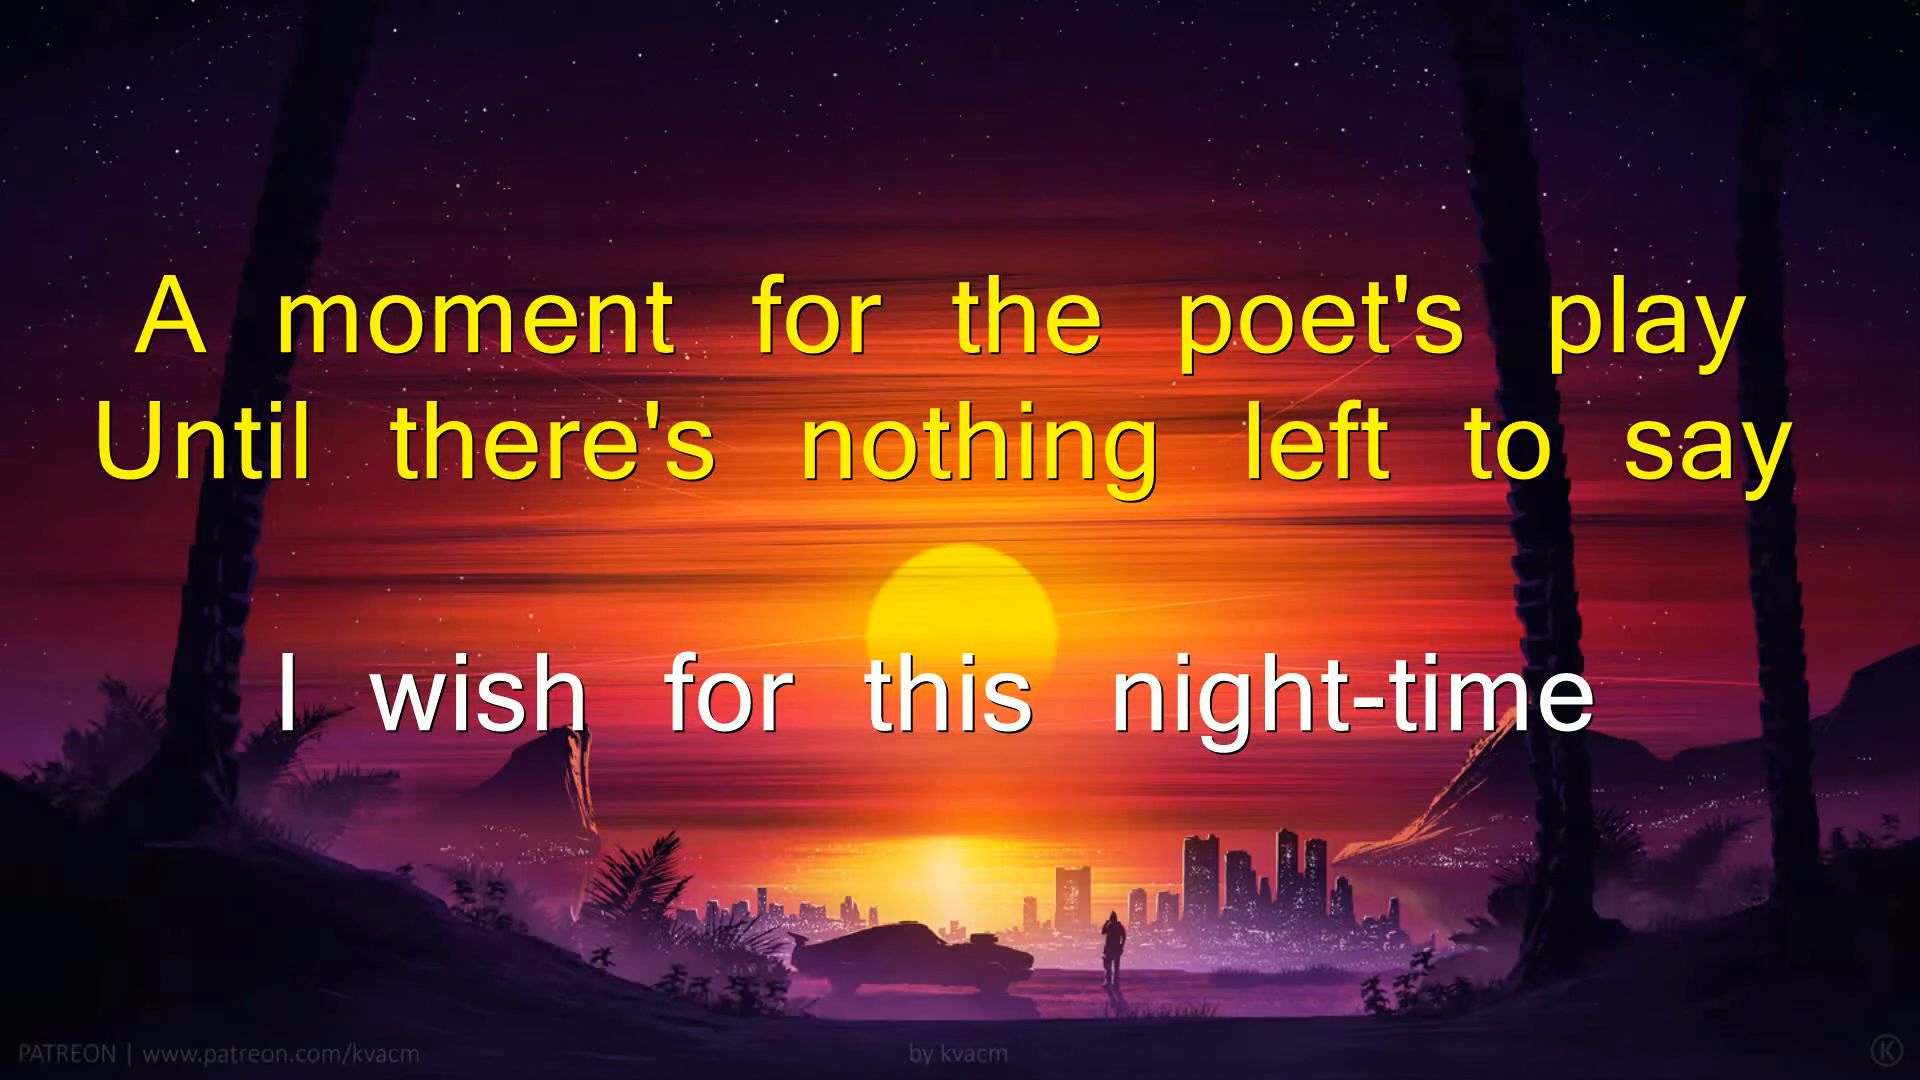 A moment for the poet's play
Until there's nothing left to say
I wish for this night-time
PATREON | www.patreon.com/kvacm
by kvacm
K